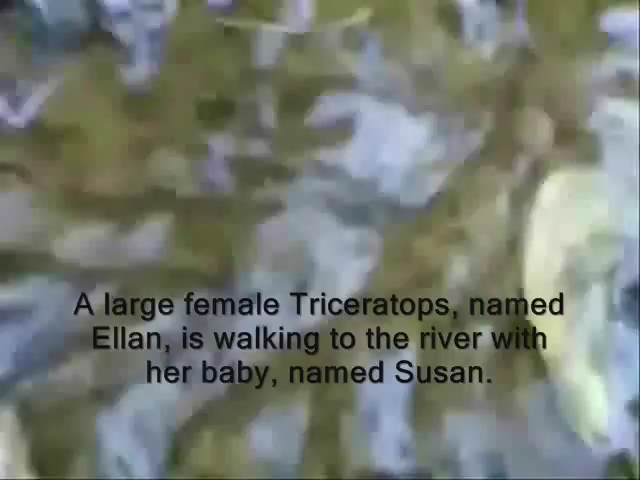 A large female Triceratops, named
Ellan, is walking to the river with
her baby, named Susan.